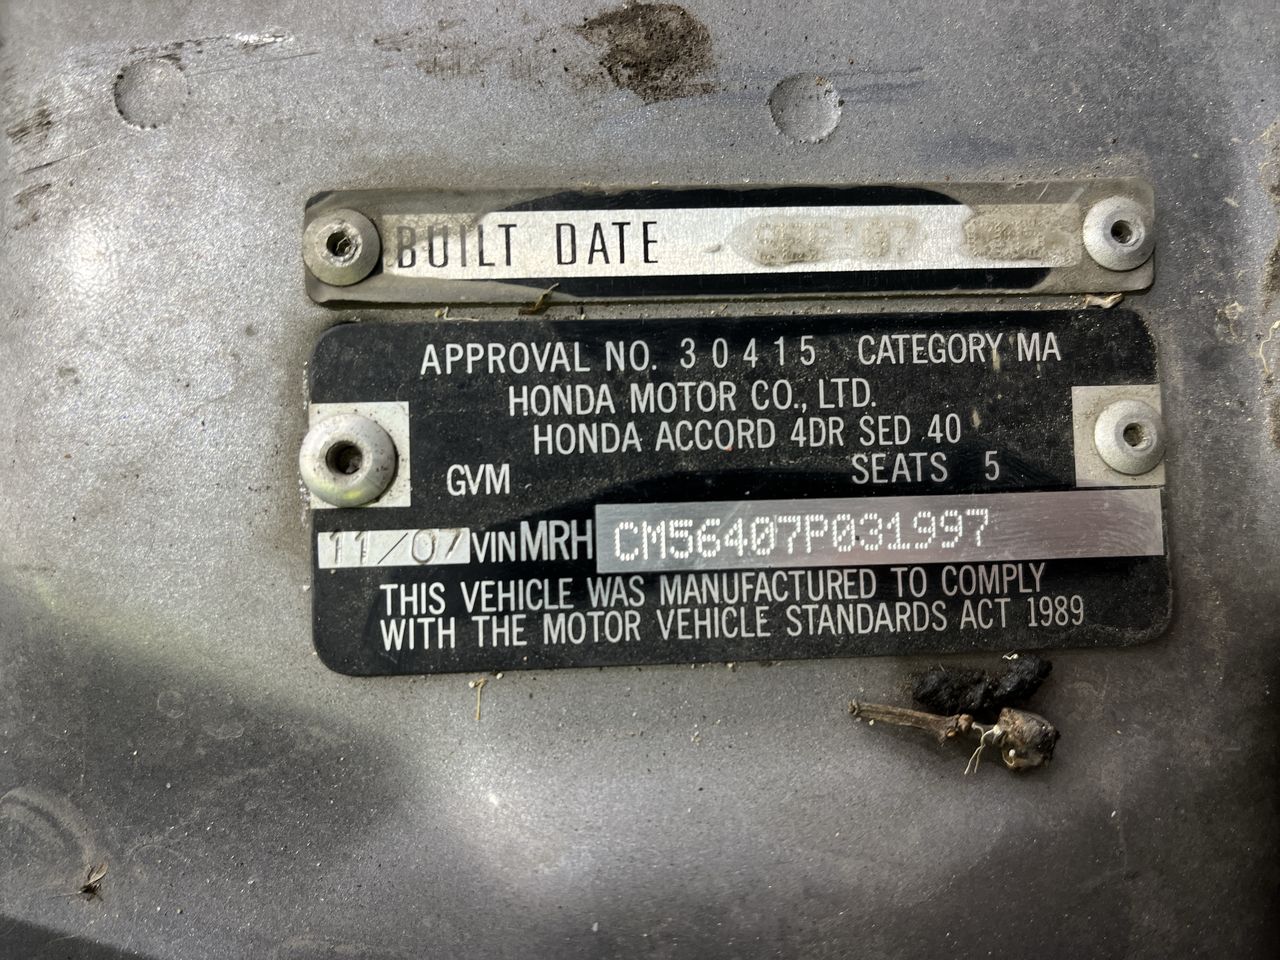 BUILT DATE
APPROVAL NO. 30415 CATEGORY MA
HONDA MOTOR CO., LTD.
HONDA ACCORD 4DR SED 40
GVM SEATS 5
11/07 VIN MRH CM56407P031997
THIS VEHICLE WAS MANUFACTURED TO COMPLY
WITH THE MOTOR VEHICLE STANDARDS ACT 1989